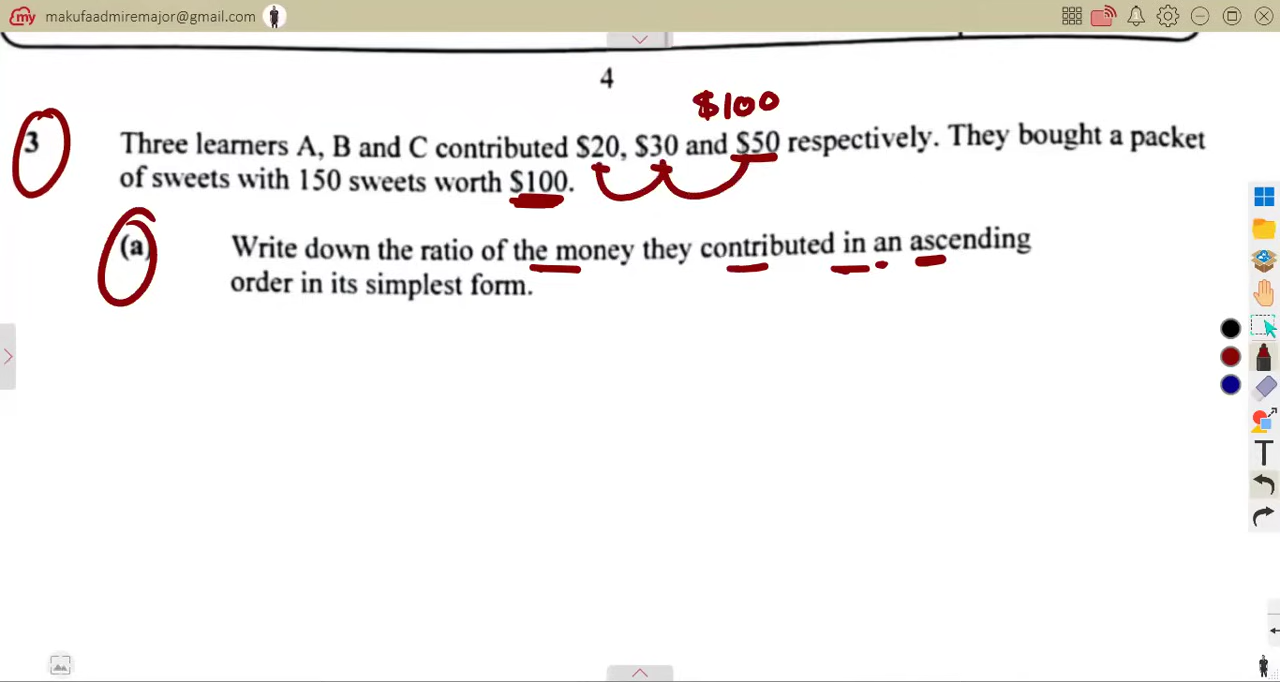 my makufaadmiremajor@gmail.com
4
$100
3 Three learners A, B and C contributed $20, $30 and $50 respectively. They bought a packet
of sweets with 150 sweets worth $100.
(a) Write down the ratio of the money they contributed in an ascending
order in its simplest form.
T